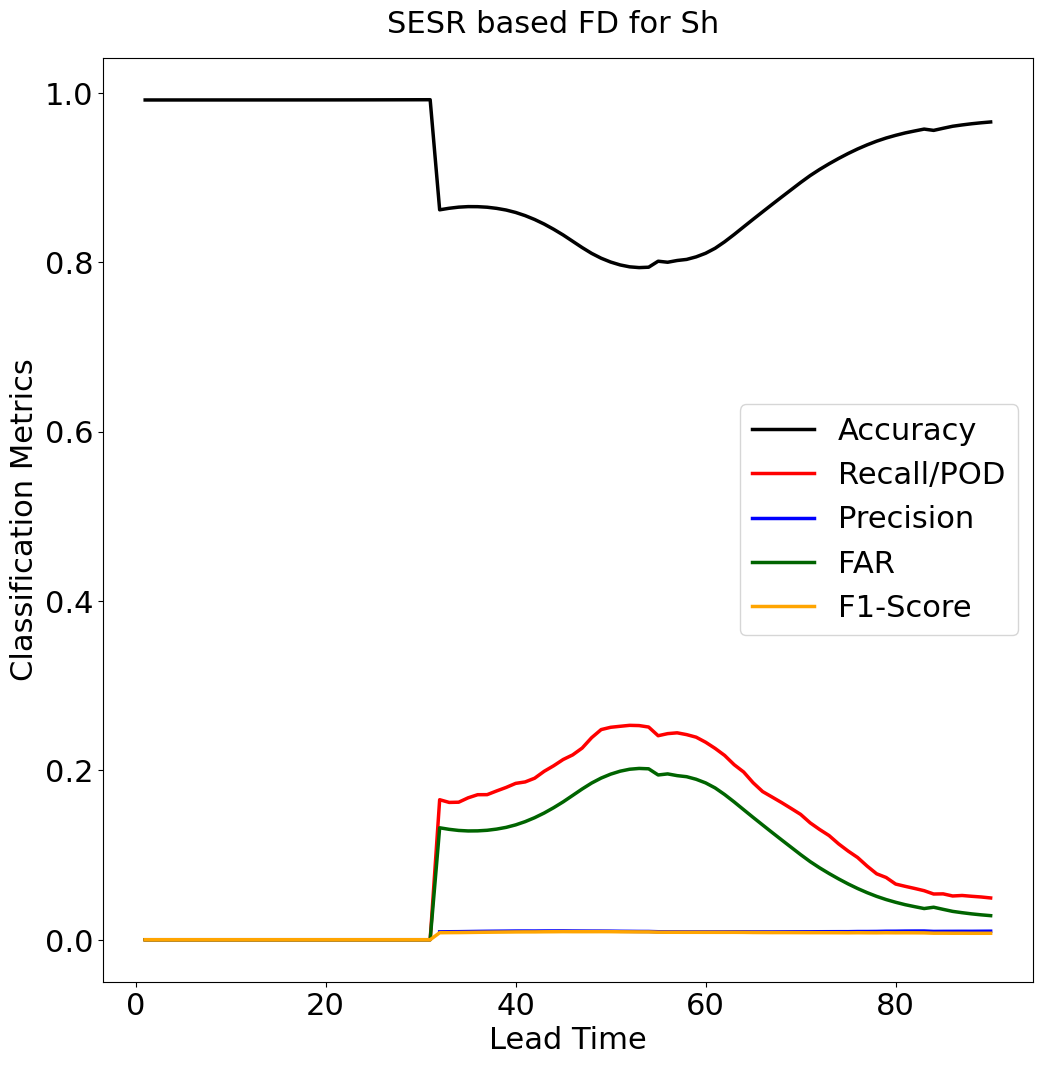 SESR based FD for Sh
Classification Metrics
1.0
0.8
0.6
0.4
0.2
0.0
Accuracy
Recall/POD
Precision
FAR
F1-Score
0 20 40 60 80
Lead Time